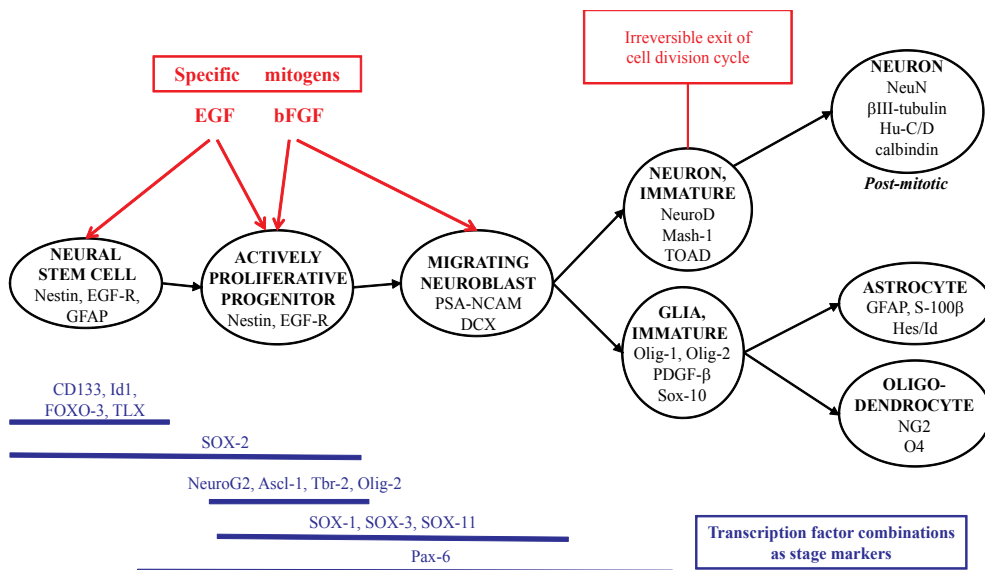 Specific mitogens
EGF bFGF
Irreversible exit of
cell division cycle
NEURON
NeuN
βIII-tubulin
Hu-C/D
calbindin
Post-mitotic
NEURON,
IMMATURE
NeuroD
Mash-1
TOAD
NEURAL
STEM CELL
Nestin, EGF-R,
GFAP
ACTIVELY
PROLIFERATIVE
PROGENITOR
Nestin, EGF-R
MIGRATING
NEUROBLAST
PSA-NCAM
DCX
GLIA,
IMMATURE
Olig-1, Olig-2
PDGF-β
Sox-10
ASTROCYTE
GFAP, S-100β
Hes/Id
OLIGO-
DENDROCYTE
NG2
O4
CD133, Id1,
FOXO-3, TLX
SOX-2
NeuroG2, Ascl-1, Tbr-2, Olig-2
SOX-1, SOX-3, SOX-11
Pax-6
Transcription factor combinations
as stage markers